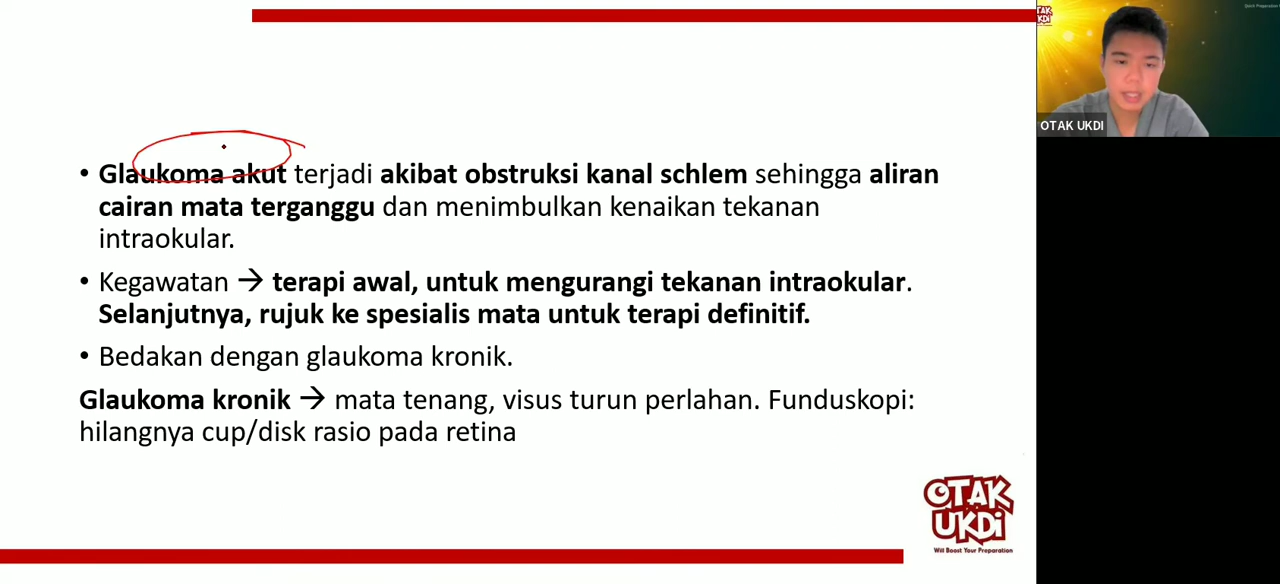 • Glaukoma akut terjadi akibat obstruksi kanal schlem sehingga aliran
cairan mata terganggu dan menimbulkan kenaikan tekanan
intraokular.
• Kegawatan → terapi awal, untuk mengurangi tekanan intraokular.
Selanjutnya, rujuk ke spesialis mata untuk terapi definitif.
• Bedakan dengan glaukoma kronik.
Glaukoma kronik → mata tenang, visus turun perlahan. Funduskopi:
hilangnya cup/disk rasio pada retina
OTAK
UKDi
Will Boost Your Preparation
OTAK UKDI